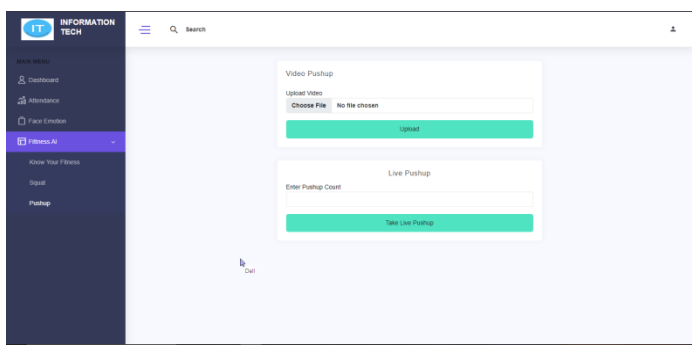 IT
INFORMATION
TECH
Search
MAIN MENU
Dashboard
Attendance
Face Emotion
Fittness AI
Know Your Fitness
Squat
Pushup
Video Pushup
Upload Video
Choose File No file chosen
Upload
Live Pushup
Enter Pushup Count
Take Live Pushup
Dell